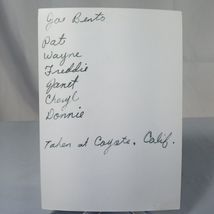 Joe Bents
Pat
Wayne
Freddie
Janet
Cheryl
Donnie
Taken at Coyote, Calif.